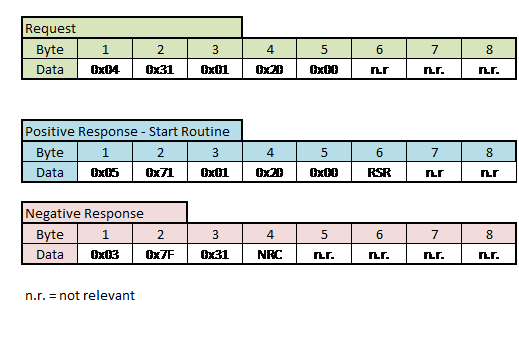 Request
Byte 1 2 3 4 5 6 7 8
Data 0x04 0x31 0x01 0x20 0x00 n.r n.r. n.r.
Positive Response - Start Routine
Byte 1 2 3 4 5 6 7 8
Data 0x05 0x71 0x01 0x20 0x00 RSR n.r n.r
Negative Response
Byte 1 2 3 4 5 6 7 8
Data 0x03 0x7F 0x31 NRC n.r. n.r. n.r. n.r.
n.r. = not relevant